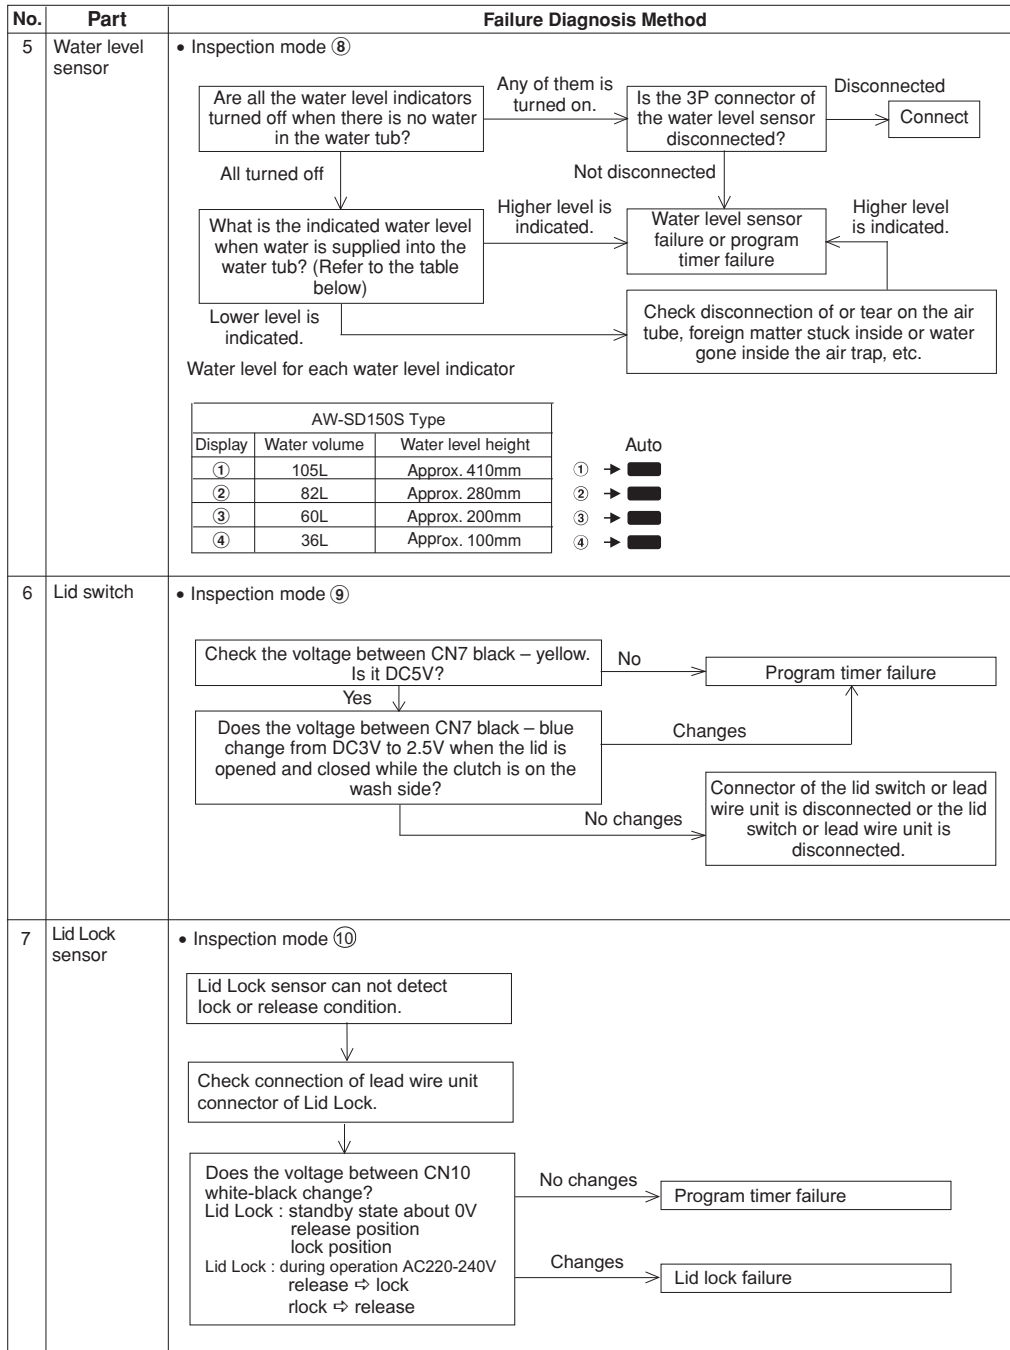 No. Part Failure Diagnosis Method
5 Water level
sensor
• Inspection mode ⑧
Are all the water level indicators
turned off when there is no water
in the water tub?
Any of them is
turned on.
Is the 3P connector of
the water level sensor
disconnected?
Disconnected
Connect
All turned off
Not disconnected
What is the indicated water level
when water is supplied into the
water tub? (Refer to the table
below)
Higher level is
indicated.
Water level sensor
failure or program
timer failure
Higher level
is indicated.
Lower level is
indicated.
Check disconnection of or tear on the air
tube, foreign matter stuck inside or water
gone inside the air trap, etc.
Water level for each water level indicator
AW-SD150S Type
Display Water volume Water level height
① 105L Approx. 410mm
② 82L Approx. 280mm
③ 60L Approx. 200mm
④ 36L Approx. 100mm
Auto
① ➔
② ➔
③ ➔
④ ➔
6 Lid switch
• Inspection mode ⑨
Check the voltage between CN7 black – yellow.
Is it DC5V?
No
Program timer failure
Yes
Does the voltage between CN7 black – blue
change from DC3V to 2.5V when the lid is
opened and closed while the clutch is on the
wash side?
Changes
No changes
Connector of the lid switch or lead
wire unit is disconnected or the lid
switch or lead wire unit is
disconnected.
7 Lid Lock
sensor
• Inspection mode ⑩
Lid Lock sensor can not detect
lock or release condition.
Check connection of lead wire unit
connector of Lid Lock.
Does the voltage between CN10
white-black change?
Lid Lock : standby state about 0V
release position
lock position
Lid Lock : during operation AC220-240V
release ⇨ lock
rlock ⇨ release
No changes
Program timer failure
Changes
Lid lock failure